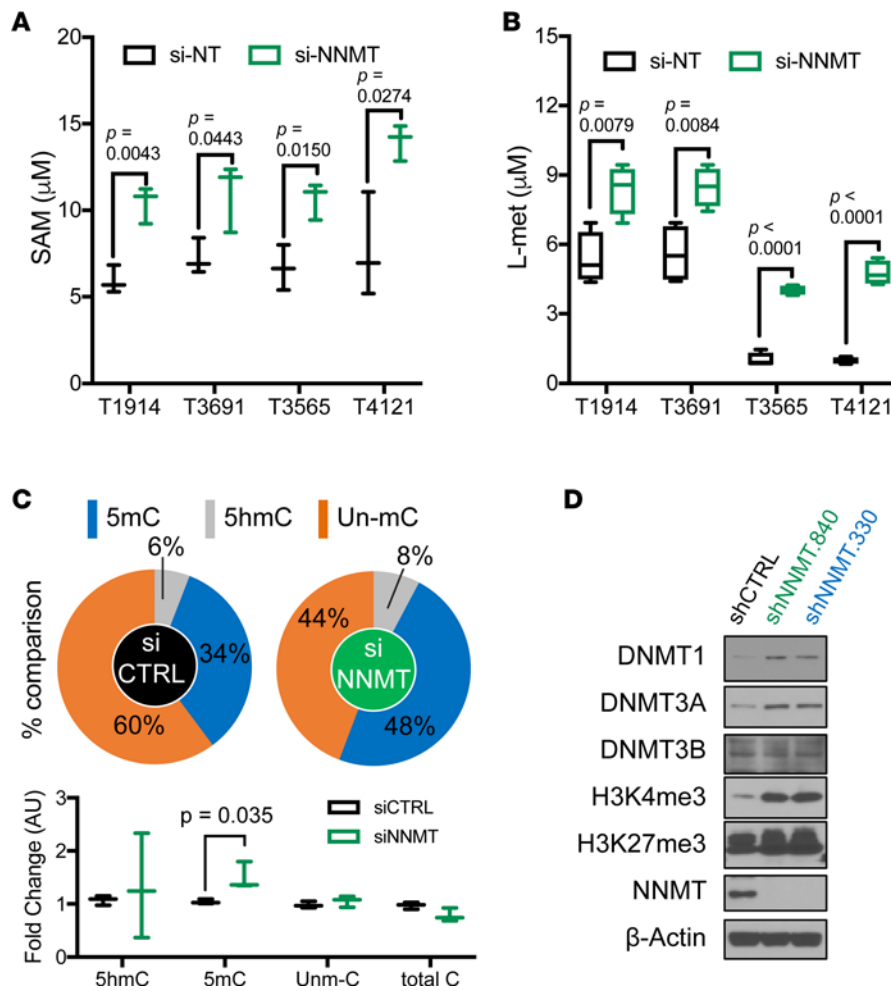 A
SAM (µM)
20
15
10
5
0
si-NT
si-NNMT
p =
0.0043
p =
0.0443
p =
0.0150
p =
0.0274
T1914
T3691
T3565
T4121
B
L-met (µM)
15
12
9
6
3
0
si-NT
si-NNMT
p =
0.0079
p =
0.0084
p <
0.0001
p <
0.0001
T1914
T3691
T3565
T4121
C
5mC
5hmC
Un-mC
% comparison
6%
34%
60%
si
CTRL
8%
44%
48%
si
NNMT
Fold Change (AU)
3
2
1
0
p = 0.035
siCTRL
siNNMT
5hmC
5mC
Unm-C
total C
D
shCTRL
shNNMT.840
shNNMT.330
DNMT1
DNMT3A
DNMT3B
H3K4me3
H3K27me3
NNMT
β-Actin